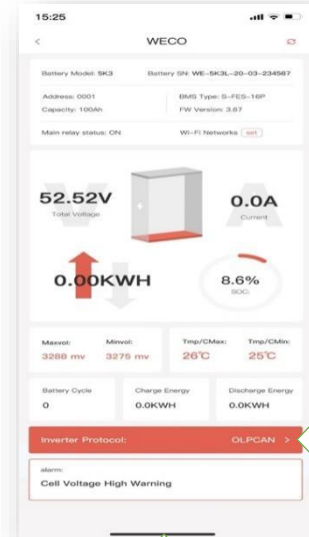 15:25
WECO
Battery Model: 5K3 Battery SN: WE-5K3L-20-03-234567
Address: 0001 BMS Type: S-FES-16P
Capacity: 100Ah FW Version: 3.87
Main relay status: ON Wi-Fi Networks set
52.52V 0.0A
Total Voltage Current
0.00KWH 8.6%
SOC:
Maxvol: Minvol: Tmp/CMax: Tmp/CMin:
3288 mv 3275 mv 26℃ 25℃
Battery Cycle Charge Energy Discharge Energy
0 0.0KWH 0.0KWH
Inverter Protocol: OLPCAN >
alarm:
Cell Voltage High Warning